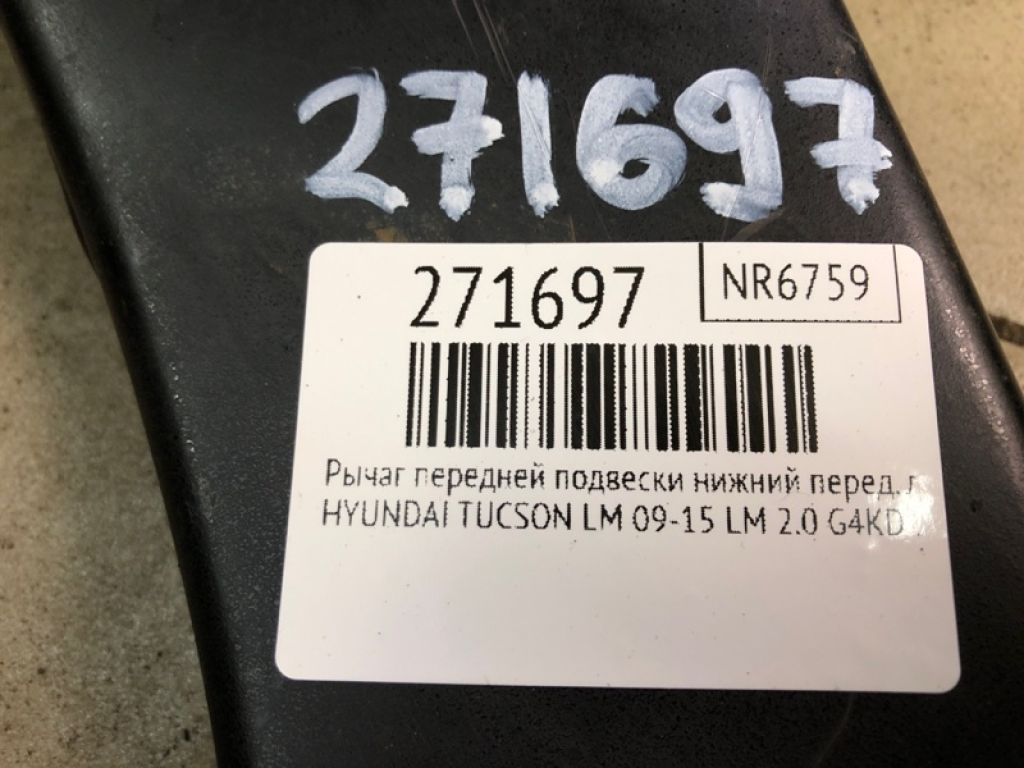 271697
271697
NR6759
Рычаг передней подвески нижний перед.
HYUNDAI TUCSON LM 09-15 LM 2.0 G4KD